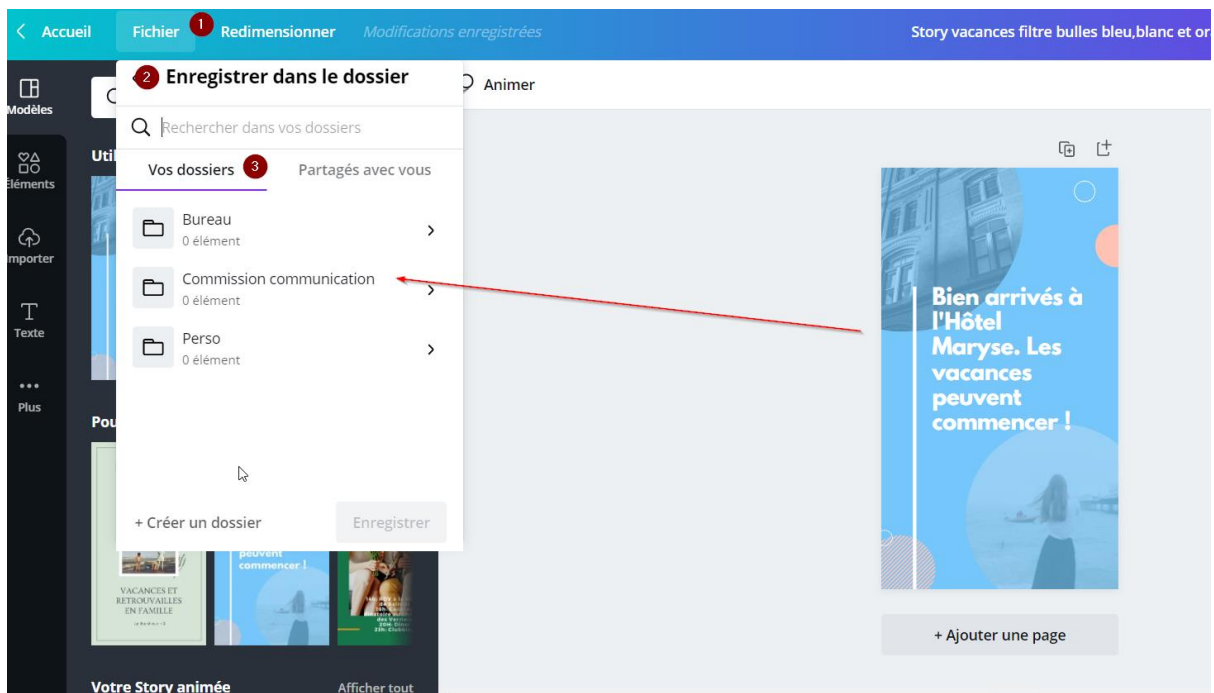 Accueil
Fichier
1
Redimensionner
Modifications enregistrées
Story vacances filtre bulles bleu,blanc et
Modèles
Éléments
Importer
Texte
Plus
2 Enregistrer dans le dossier
Animer
Rechercher dans vos dossiers
Vos dossiers 3
Partagés avec vous
Bureau
0 élément
Commission communication
0 élément
Perso
0 élément
+ Créer un dossier
Enregistrer
Bien arrivés à
l'Hôtel
Maryse. Les
vacances
peuvent
commencer !
+ Ajouter une page
peuvent
commencer !
VACANCES ET
RETROUVAILLES
EN FAMILLE
Votre Story animée
Afficher tout